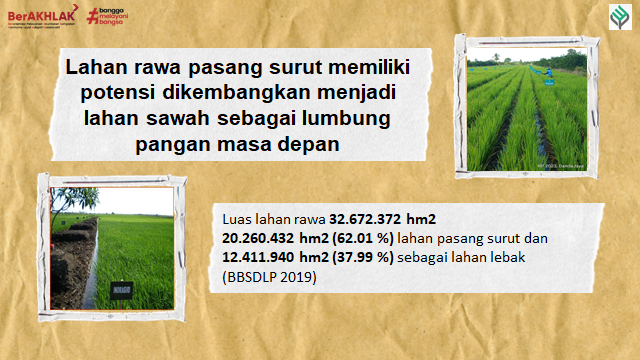 BerAKHLAK
#bangga
melayani
bangsa
Lahan rawa pasang surut memiliki
potensi dikembangkan menjadi
lahan sawah sebagai lumbung
pangan masa depan
Luas lahan rawa 32.672.372 hm2
20.260.432 hm2 (62.01 %) lahan pasang surut dan
12.411.940 hm2 (37.99 %) sebagai lahan lebak
(BBSDLP 2019)